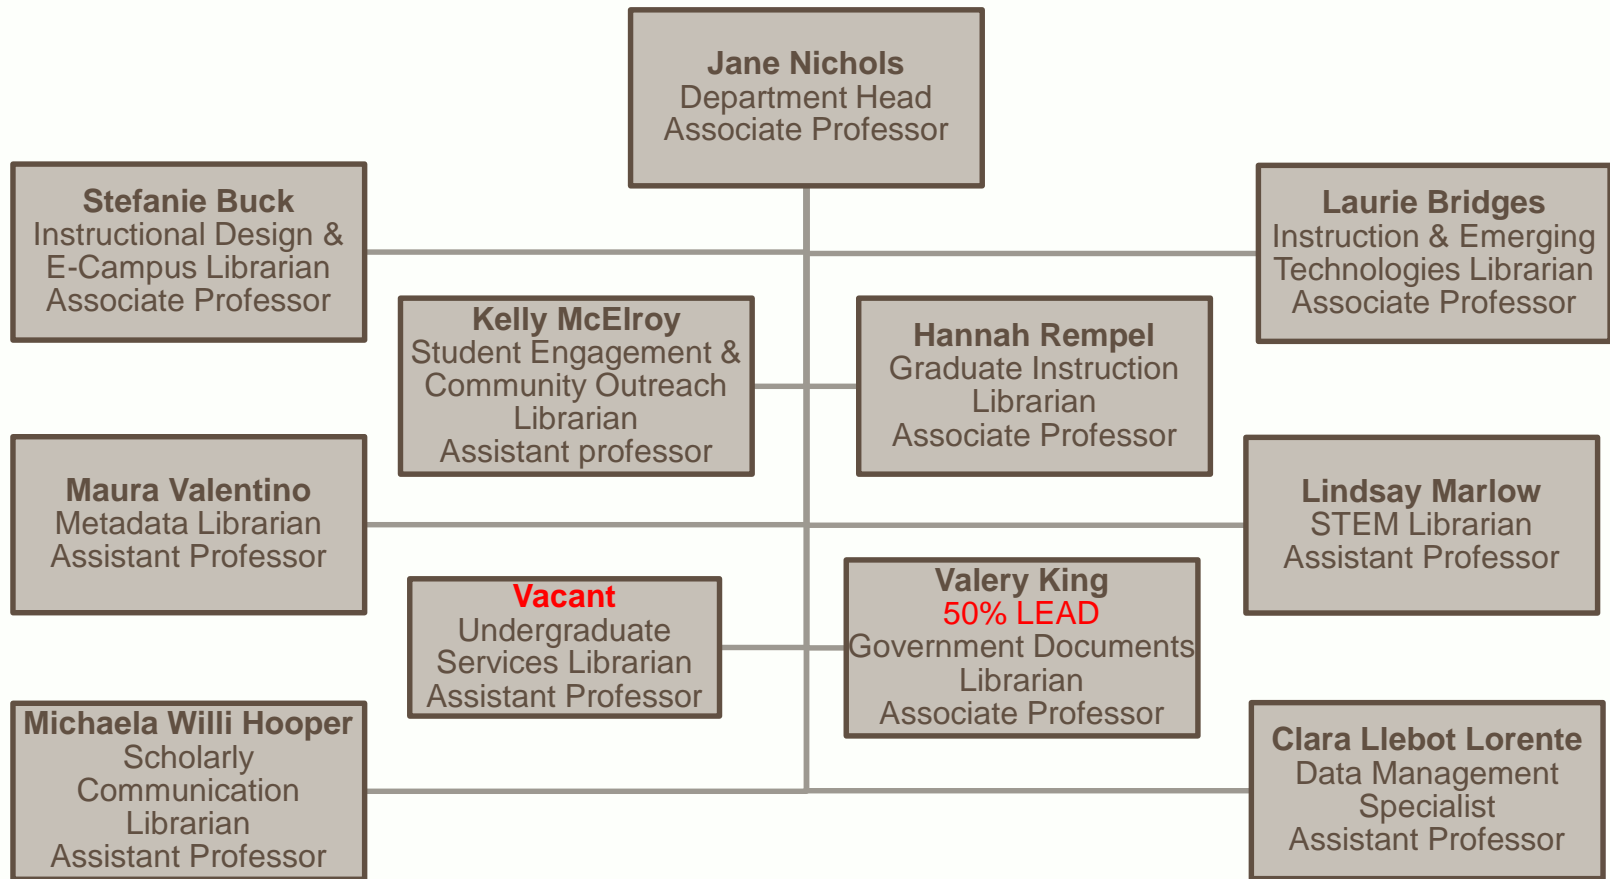 Jane Nichols
Department Head
Associate Professor
Stefanie Buck
Instructional Design &
E-Campus Librarian
Associate Professor
Laurie Bridges
Instruction & Emerging
Technologies Librarian
Associate Professor
Kelly McElroy
Student Engagement &
Community Outreach
Librarian
Assistant professor
Hannah Rempel
Graduate Instruction
Librarian
Associate Professor
Maura Valentino
Metadata Librarian
Assistant Professor
Lindsay Marlow
STEM Librarian
Assistant Professor
Vacant
Undergraduate
Services Librarian
Assistant Professor
Valery King
50% LEAD
Government Documents
Librarian
Associate Professor
Michaela Willi Hooper
Scholarly
Communication
Librarian
Assistant Professor
Clara Llebot Lorente
Data Management
Specialist
Assistant Professor